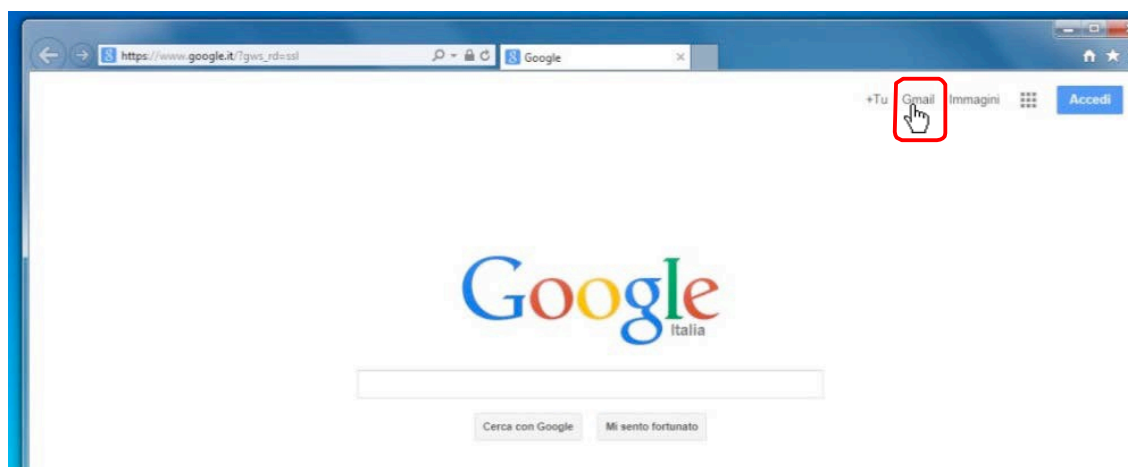 https://www.google.it/?gws_rd=ssl
Google
+Tu Gmail Immagini Accedi
Google
Italia
Cerca con Google Mi sento fortunato